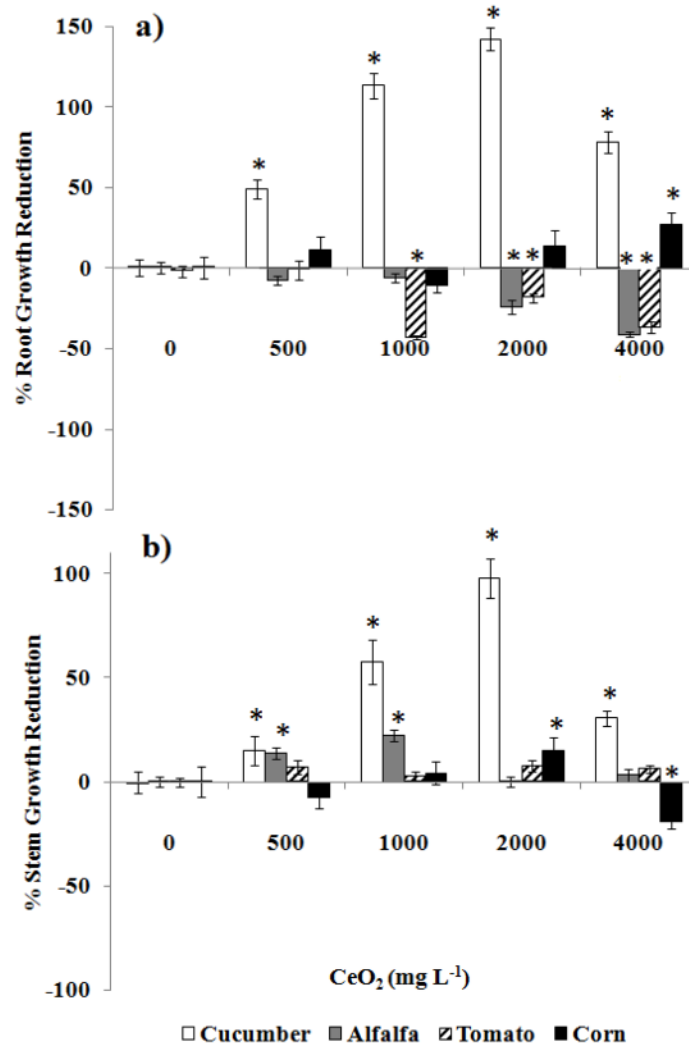 a)
% Root Growth Reduction
150
100
50
0
-50
-100
-150
* * * * * * * * * *
0 500 1000 2000 4000
b)
% Stem Growth Reduction
100
50
0
-50
-100
* * * * * * * *
0 500 1000 2000 4000
CeO₂ (mg L⁻¹)
Cucumber Alfalfa Tomato Corn